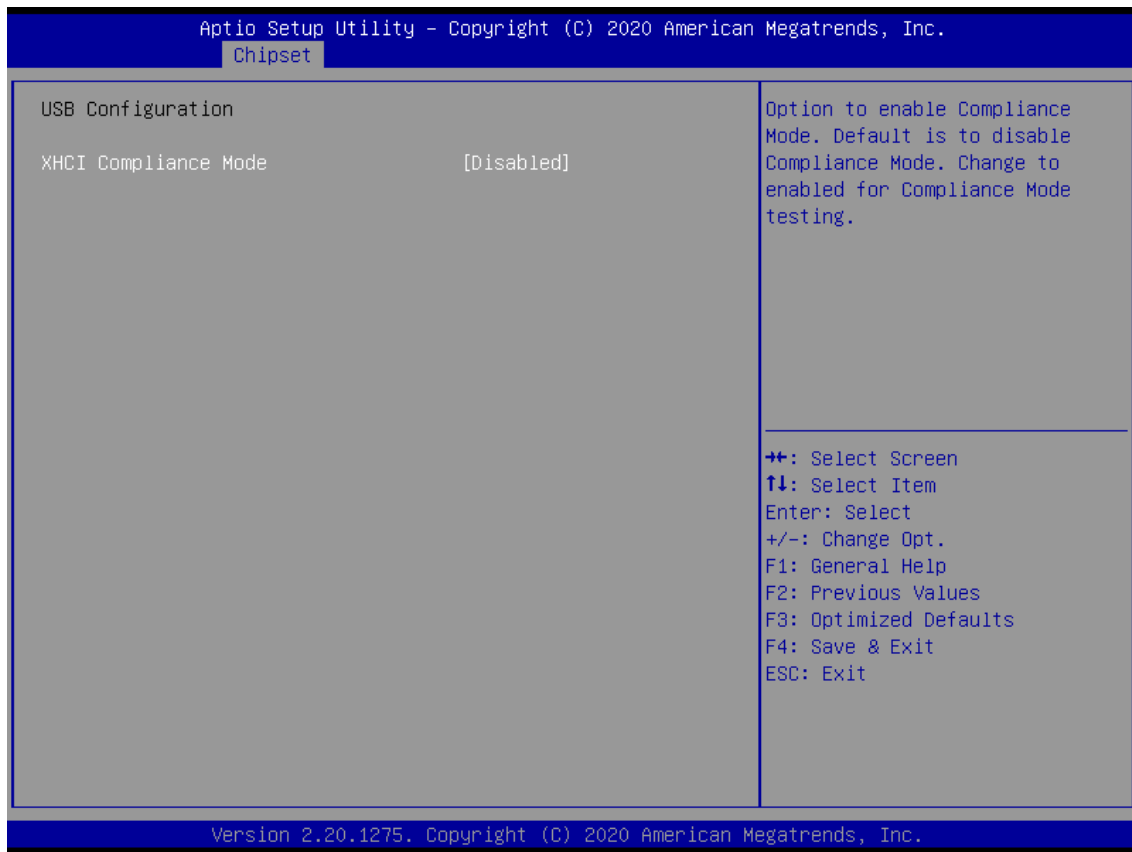 Aptio Setup Utility – Copyright (C) 2020 American Megatrends, Inc.
Chipset
USB Configuration
XHCI Compliance Mode [Disabled]
Option to enable Compliance
Mode. Default is to disable
Compliance Mode. Change to
enabled for Compliance Mode
testing.
→←: Select Screen
↑↓: Select Item
Enter: Select
+/-: Change Opt.
F1: General Help
F2: Previous Values
F3: Optimized Defaults
F4: Save & Exit
ESC: Exit
Version 2.20.1275. Copyright (C) 2020 American Megatrends, Inc.